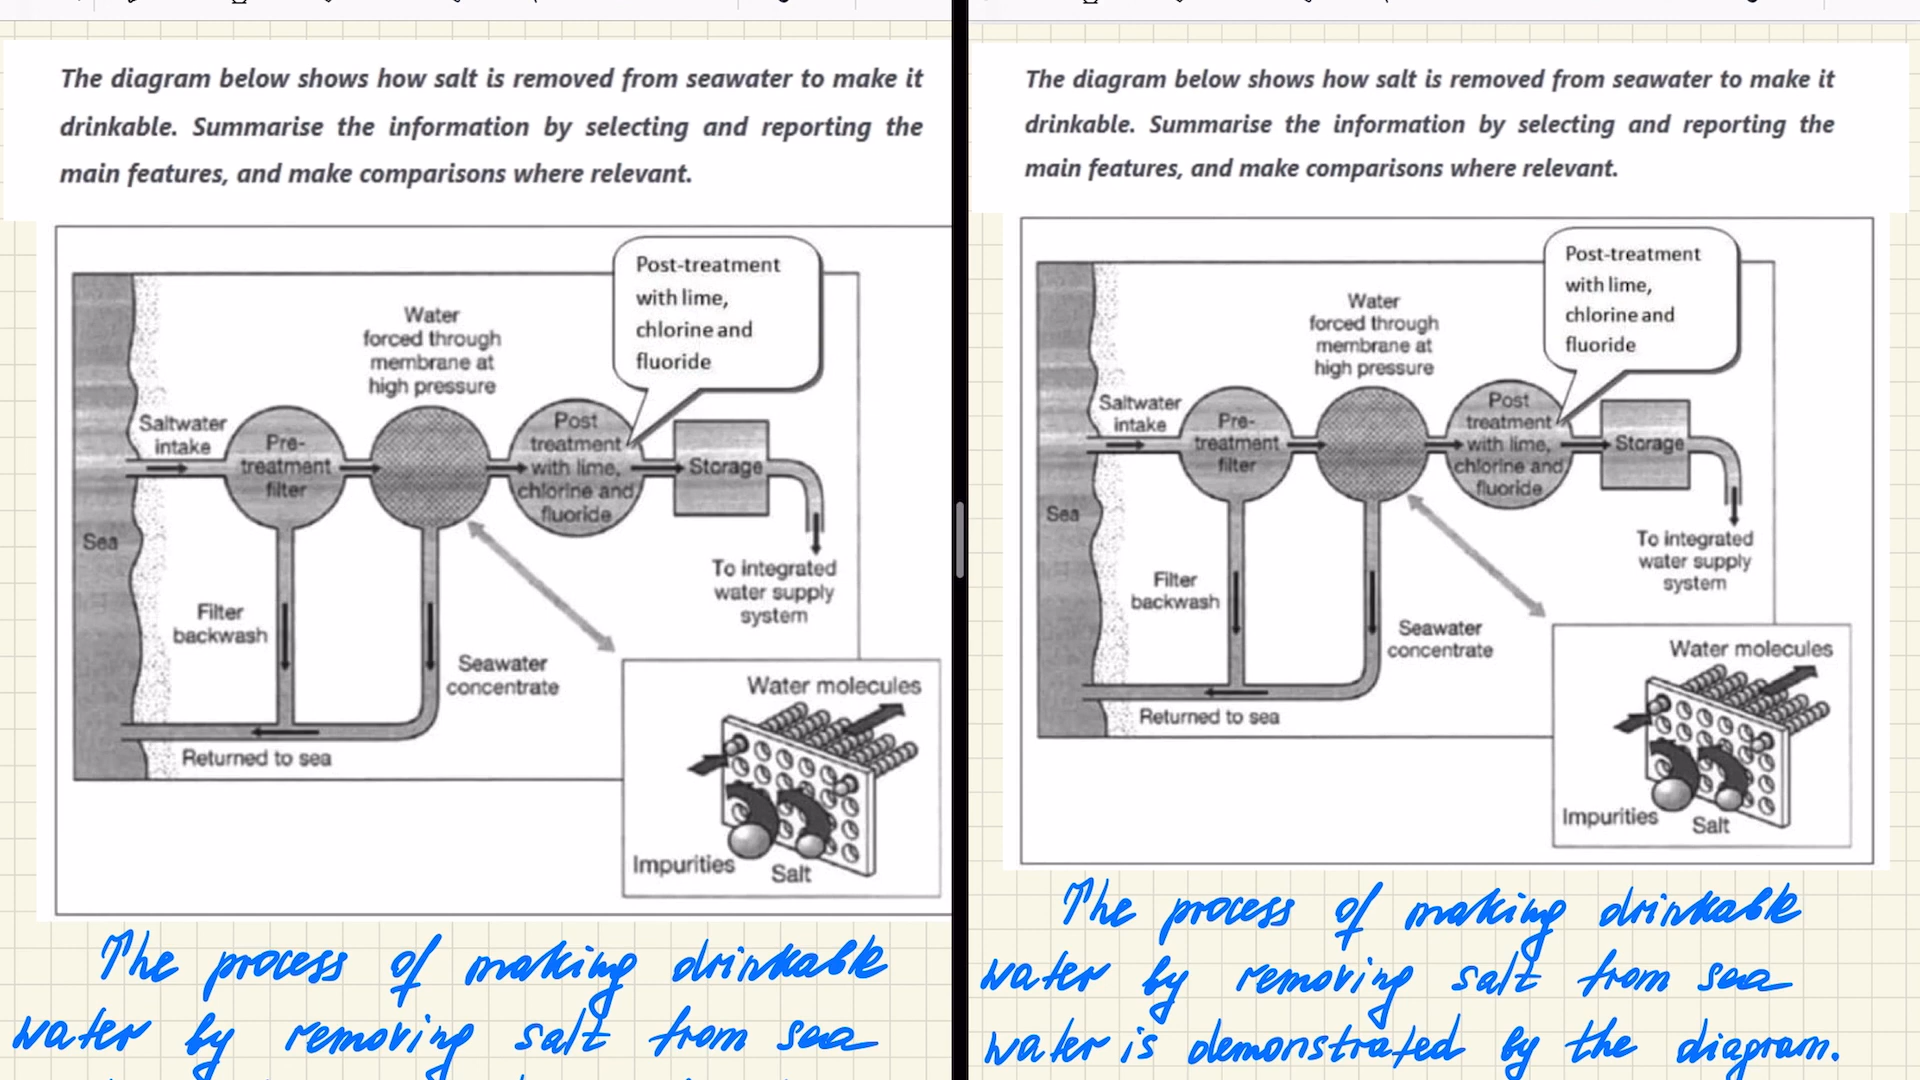 The diagram below shows how salt is removed from seawater to make it
drinkable. Summarise the information by selecting and reporting the
main features, and make comparisons where relevant.
Post-treatment
with lime,
chlorine and
fluoride
Water
forced through
membrane at
high pressure
Saltwater
intake
Pre-
treatment
filter
Post
treatment
with lime,
chlorine and
fluoride
Storage
Sea
To integrated
water supply
system
Filter
backwash
Seawater
concentrate
Returned to sea
Water molecules
Impurities
Salt
The process of making drinkable
water by removing salt from sea
The diagram below shows how salt is removed from seawater to make it
drinkable. Summarise the information by selecting and reporting the
main features, and make comparisons where relevant.
Post-treatment
with lime,
chlorine and
fluoride
Water
forced through
membrane at
high pressure
Saltwater
intake
Pre-
treatment
filter
Post
treatment
with lime,
chlorine and
fluoride
Storage
Sea
To integrated
water supply
system
Filter
backwash
Seawater
concentrate
Returned to sea
Water molecules
Impurities
Salt
The process of making drinkable
water by removing salt from sea
water is demonstrated by the diagram.